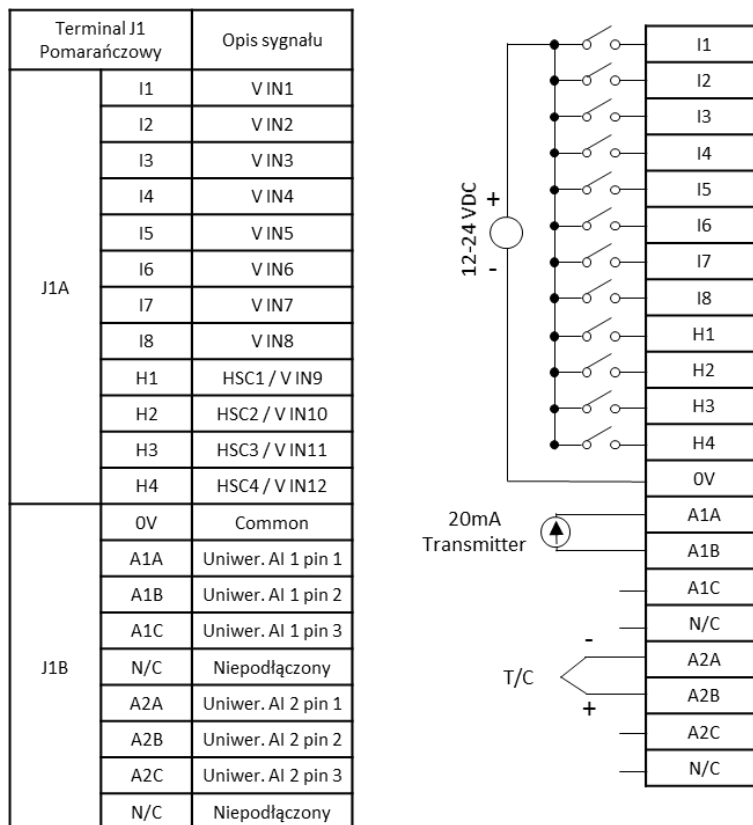 Terminal J1
Pomarańczowy
Opis sygnału
J1A
I1 V IN1
I2 V IN2
I3 V IN3
I4 V IN4
I5 V IN5
I6 V IN6
I7 V IN7
I8 V IN8
H1 HSC1 / V IN9
H2 HSC2 / V IN10
H3 HSC3 / V IN11
H4 HSC4 / V IN12
J1B
0V Common
A1A Uniwer. AI 1 pin 1
A1B Uniwer. AI 1 pin 2
A1C Uniwer. AI 1 pin 3
N/C Niepodłączony
A2A Uniwer. AI 2 pin 1
A2B Uniwer. AI 2 pin 2
A2C Uniwer. AI 2 pin 3
N/C Niepodłączony
12-24 VDC
+
-
I1
I2
I3
I4
I5
I6
I7
I8
H1
H2
H3
H4
0V
20mA
Transmitter
A1A
A1B
A1C
N/C
T/C
-
+
A2A
A2B
A2C
N/C